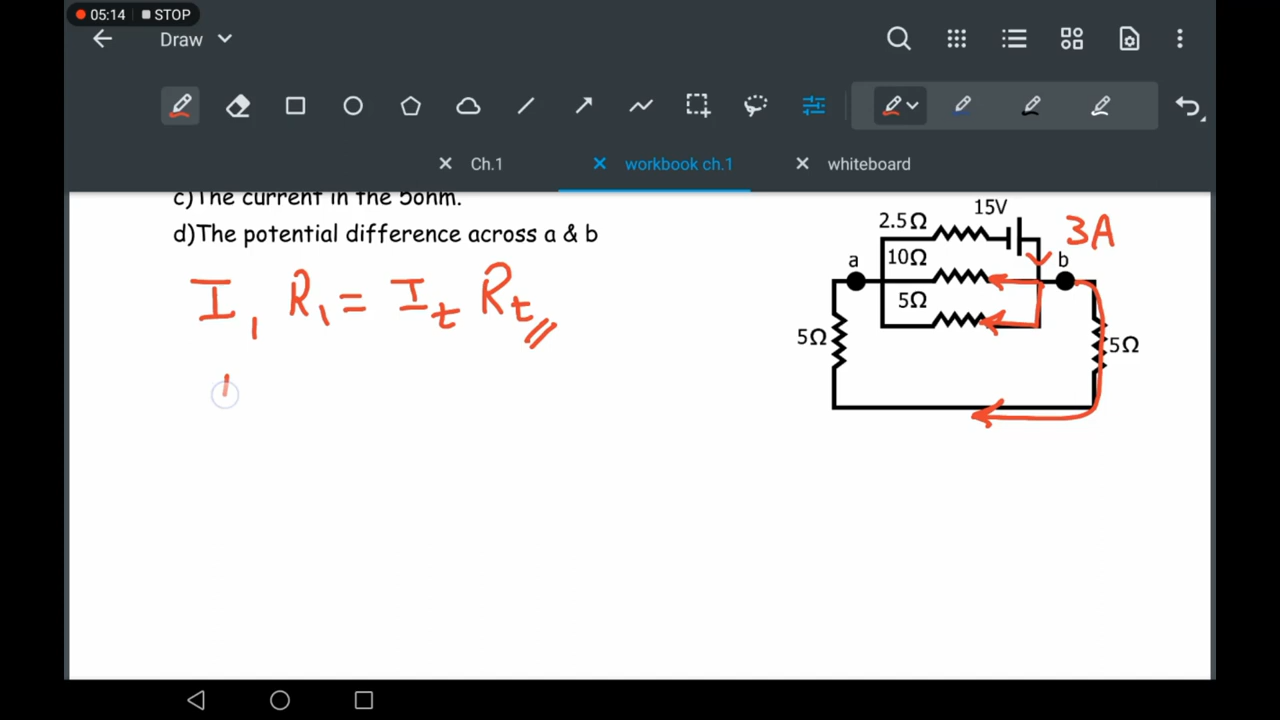 05:14 STOP
Draw
Ch.1
workbook ch.1
whiteboard
c)The current in the 5ohm.
d)The potential difference across a & b
I₁ R₁ = Iₜ Rₜ
15V
2.5Ω
3A
a
10Ω
b
5Ω
5Ω
5Ω